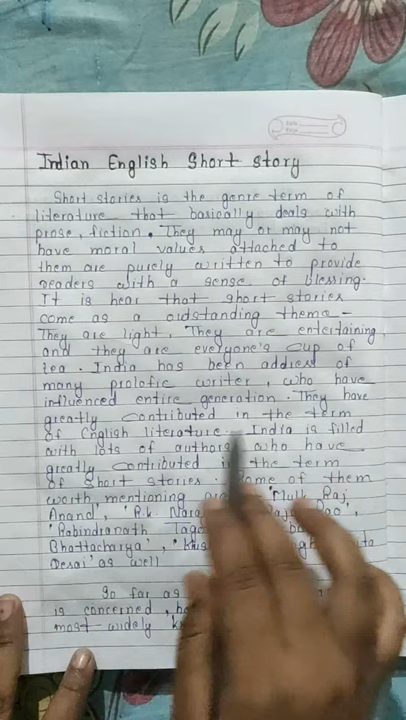 Indian English Short story
Short stories is the genre term of
literature that basically deals with
prose, fiction. They may or may not
have moral values attached to
them are purely written to provide
readers with a sense of blessing.
It is hear that short stories
come as a outstanding theme -
They are light, They are entertaining,
and they are everyone's cup of
tea. India has been address of
many prolefic writer, who have
influenced entire generation. They have
greatly contributed in the term
of English literature. India is filled
with lots of authors who have
greatly contributed in the term
of short stories. Some of them
worth mentioning Mulk Raj
Anand', 'R.k. Rao',
'Rabindranath
Bhattacharya',
Desai' as well
So far as
is concerned,
most widely